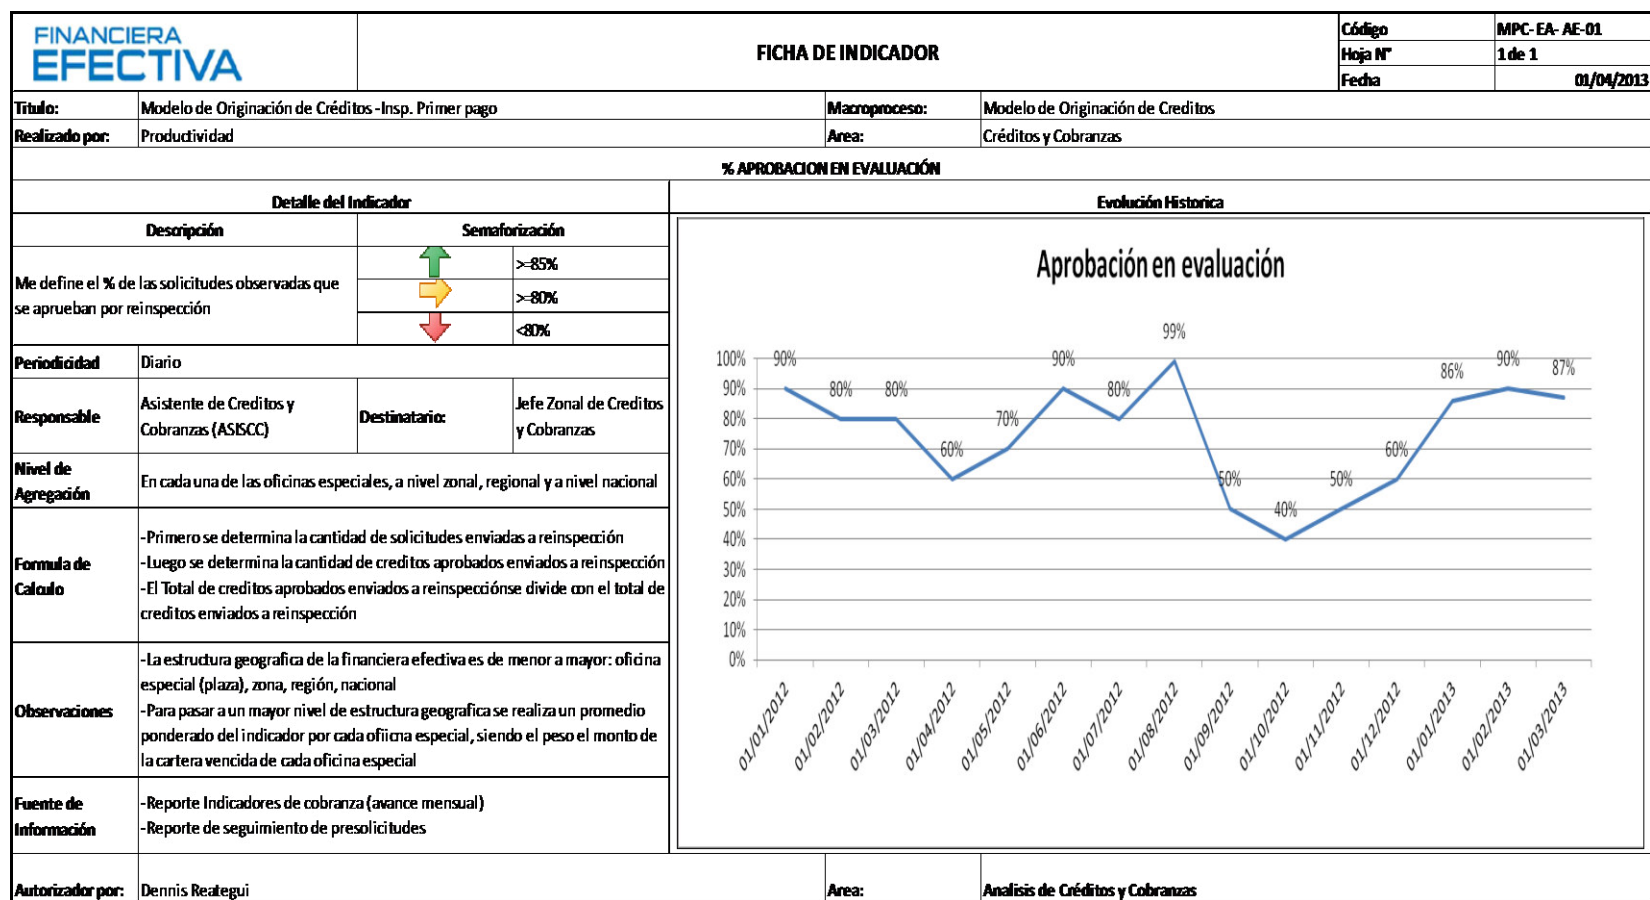 FINANCIERA
EFECTIVA
FICHA DE INDICADOR
Código MPC- EA- AE-01
Hoja N° 1 de 1
Fecha 01/04/2013
Titulo: Modelo de Originación de Créditos -Insp. Primer pago Macroproceso: Modelo de Originación de Creditos
Realizado por: Productividad Area: Créditos y Cobranzas
% APROBACION EN EVALUACIÓN
Detalle del Indicador
Descripción Semaforización
Me define el % de las solicitudes observadas que
se aprueban por reinspección
>=85%
>=80%
<80%
Periodicidad Diario
Responsable
Asistente de Creditos y
Cobranzas (ASISCC)
Destinatario:
Jefe Zonal de Creditos
y Cobranzas
Nivel de
Agregación
En cada una de las oficinas especiales, a nivel zonal, regional y a nivel nacional
Formula de
Calculo
-Primero se determina la cantidad de solicitudes enviadas a reinspección
-Luego se determina la cantidad de creditos aprobados enviados a reinspección
-El Total de creditos aprobados enviados a reinspecciónse divide con el total de
creditos enviados a reinspección
Observaciones
-La estructura geografica de la financiera efectiva es de menor a mayor: oficina
especial (plaza), zona, región, nacional
-Para pasar a un mayor nivel de estructura geografica se realiza un promedio
ponderado del indicador por cada ofiicna especial, siendo el peso el monto de
la cartera vencida de cada oficina especial
Fuente de
Información
-Reporte Indicadores de cobranza (avance mensual)
-Reporte de seguimiento de presolicitudes
Evolución Historica
Aprobación en evaluación
100%
90%
80%
70%
60%
50%
40%
30%
20%
10%
0%
90%
80%
80%
60%
70%
90%
80%
99%
50%
40%
50%
60%
86%
90%
87%
01/01/2012
01/02/2012
01/03/2012
01/04/2012
01/05/2012
01/06/2012
01/07/2012
01/08/2012
01/09/2012
01/10/2012
01/11/2012
01/12/2012
01/01/2013
01/02/2013
01/03/2013
Autorizador por: Dennis Reategui Area: Analisis de Créditos y Cobranzas